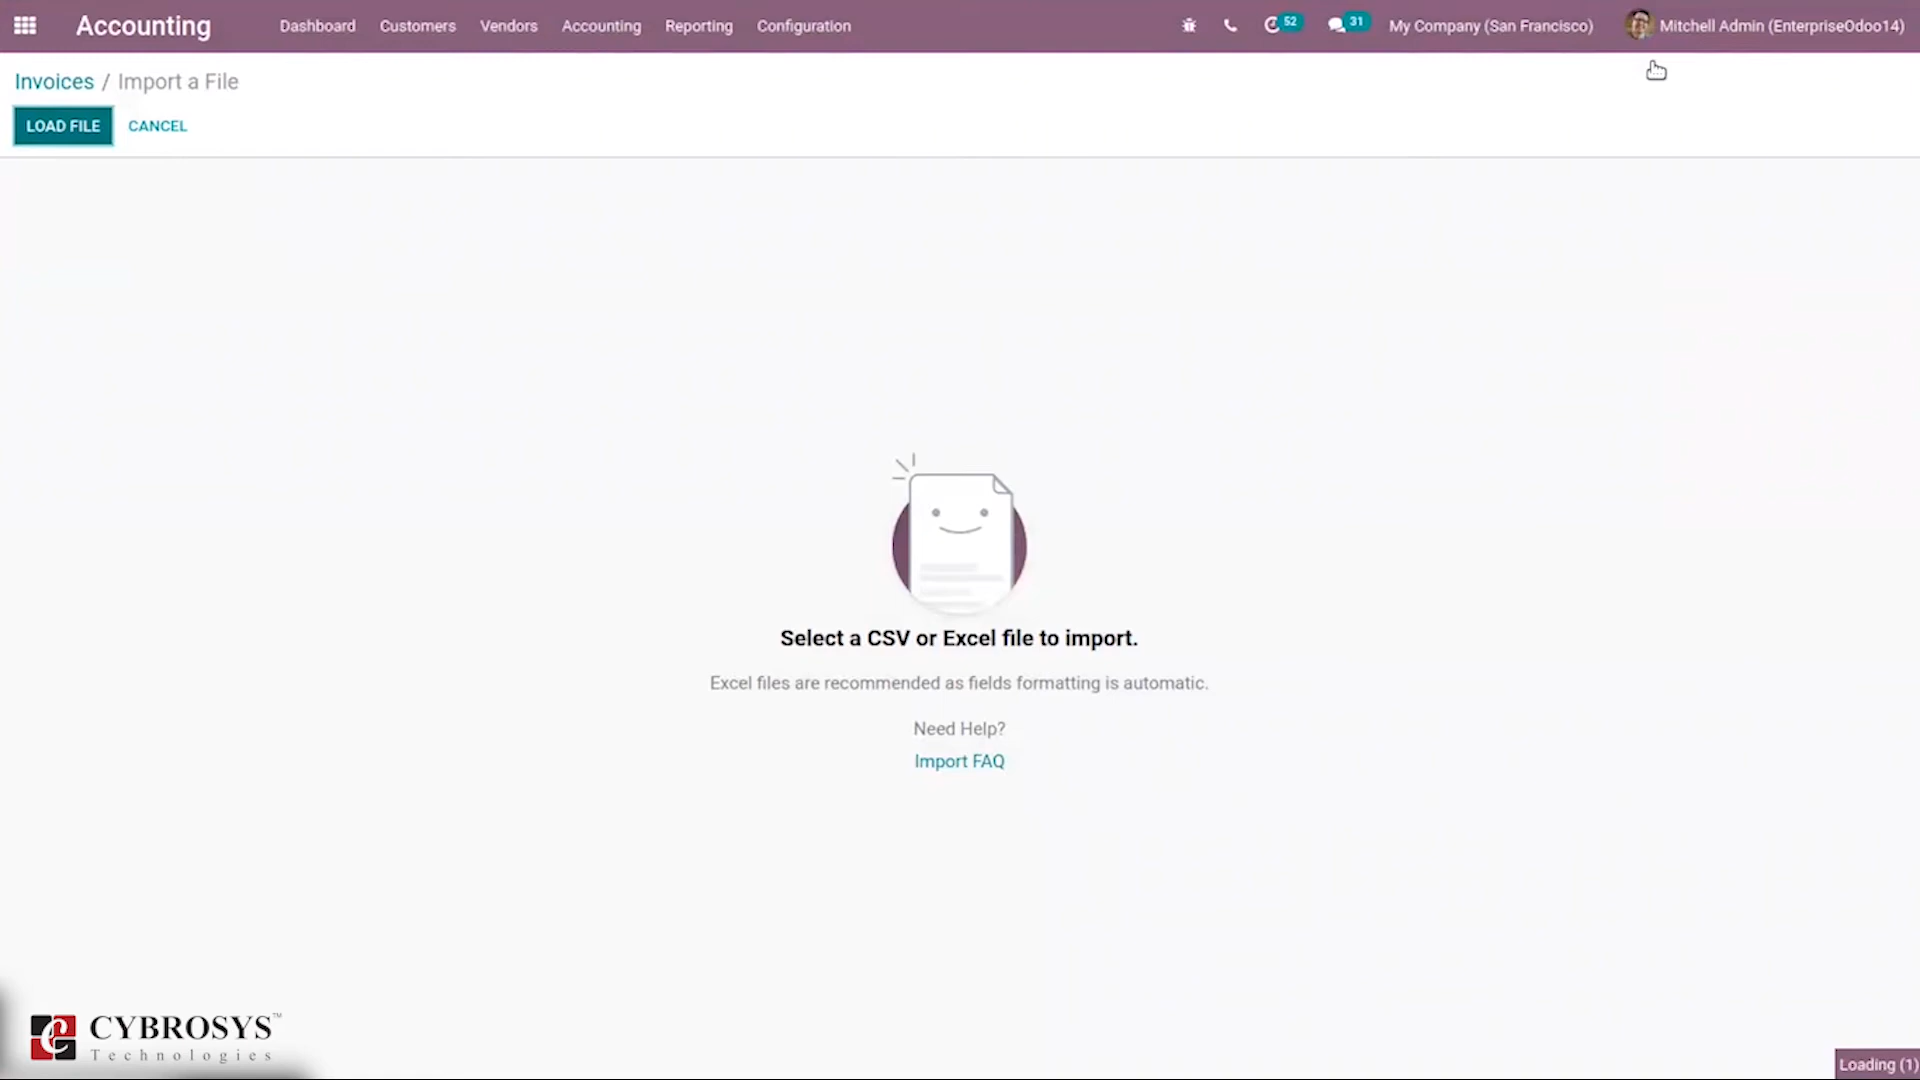 Accounting Dashboard Customers Vendors Accounting Reporting Configuration 52 31 My Company (San Francisco) Mitchell Admin (EnterpriseOdoo14)
Invoices / Import a File
LOAD FILE CANCEL
Select a CSV or Excel file to import.
Excel files are recommended as fields formatting is automatic.
Need Help?
Import FAQ
CYBROSYS™
Technologies
Loading (1)